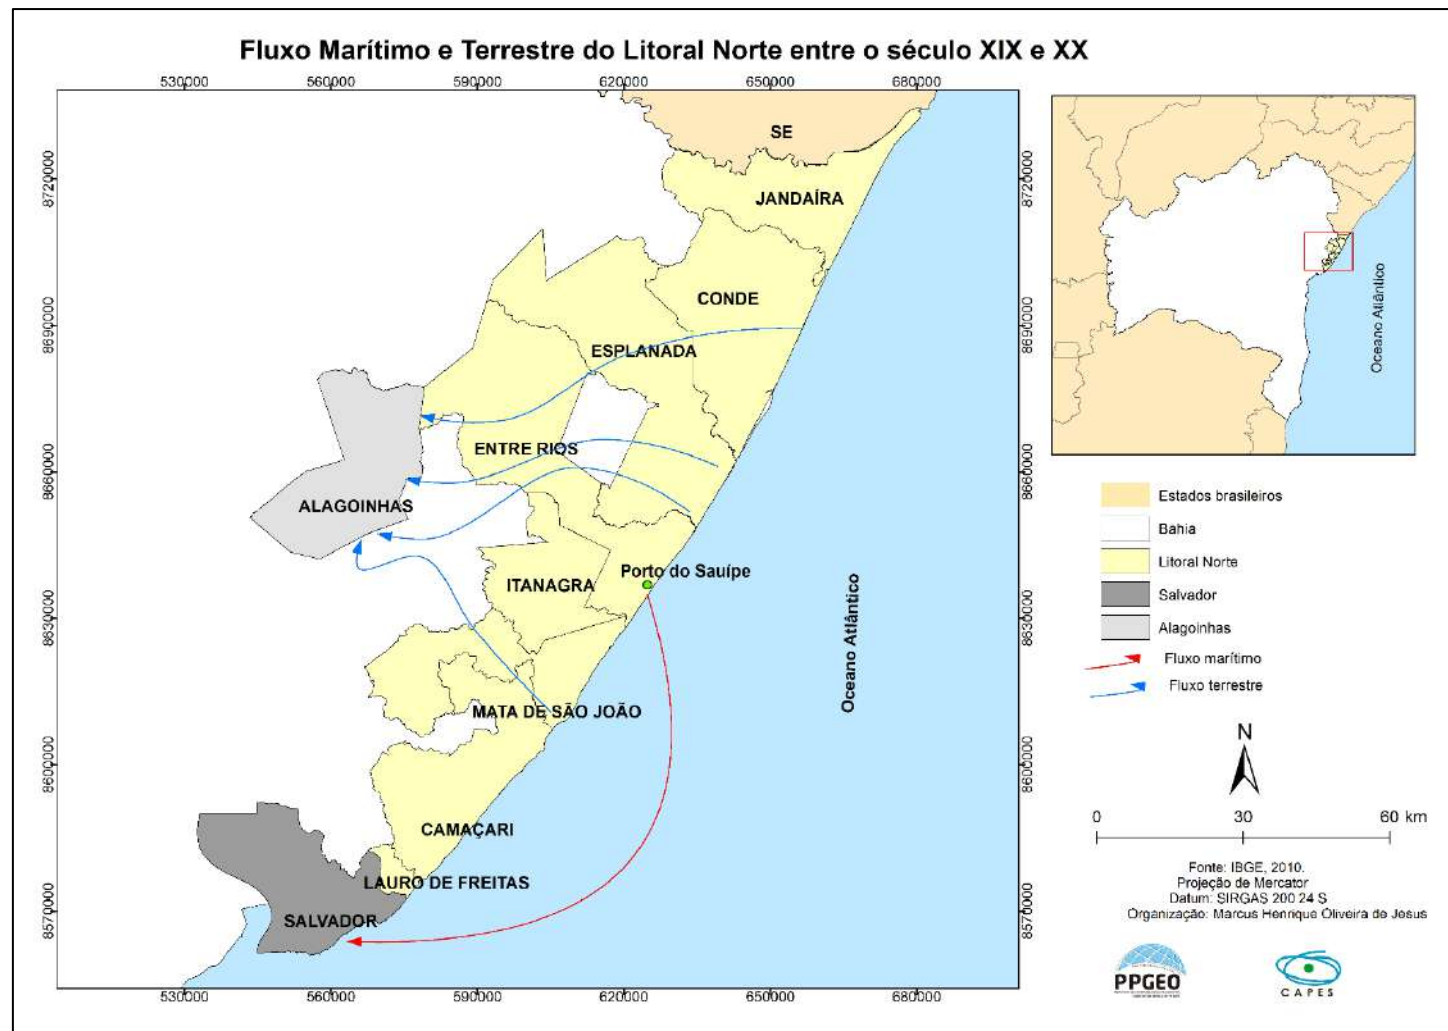 Fluxo Marítimo e Terrestre do Litoral Norte entre o século XIX e XX
530000 560000 590000 620000 650000 680000
SE
8720000 8720000
JANDAÍRA
CONDE
8690000 8690000
ESPLANADA
ENTRE RIOS
8660000 8660000
ALAGOINHAS
Porto do Sauípe
ITANAGRA
8630000 8630000
Oceano Atlântico
MATA DE SÃO JOÃO
8600000 8600000
CAMAÇARI
LAURO DE FREITAS
SALVADOR
8570000 8570000
530000 560000 590000 620000 650000 680000
Oceano Atlântico
Estados brasileiros
Bahia
Litoral Norte
Salvador
Alagoinhas
Fluxo marítimo
Fluxo terrestre
N
0 30 60 km
Fonte: IBGE, 2010.
Projeção de Mercator
Datum: SIRGAS 200 24 S
Organização: Marcus Henrique Oliveira de Jesus
PPGEO
CAPES